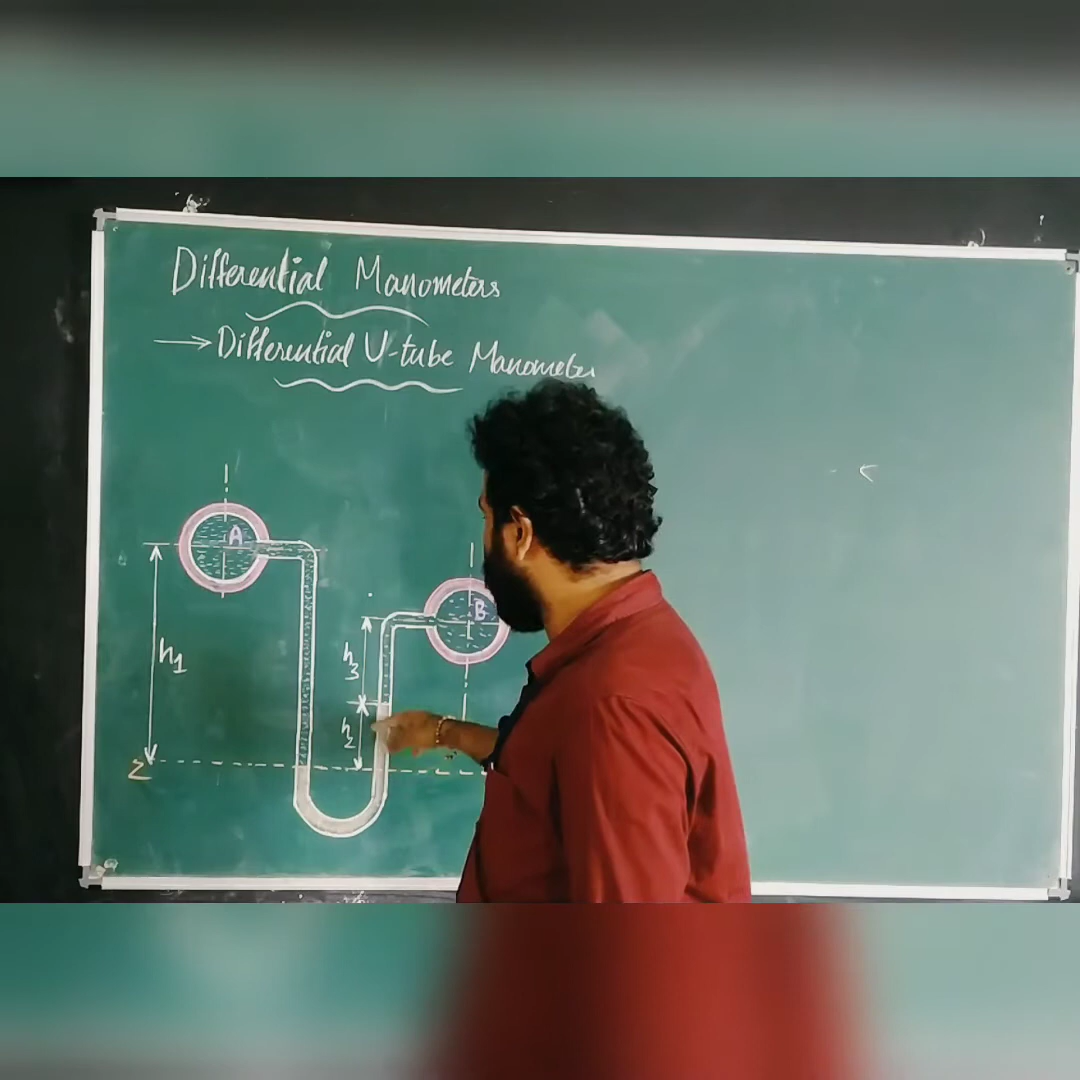 Differential Manometers
→ Differential U-tube Manometer
A
B
h1
h3
h2
Z